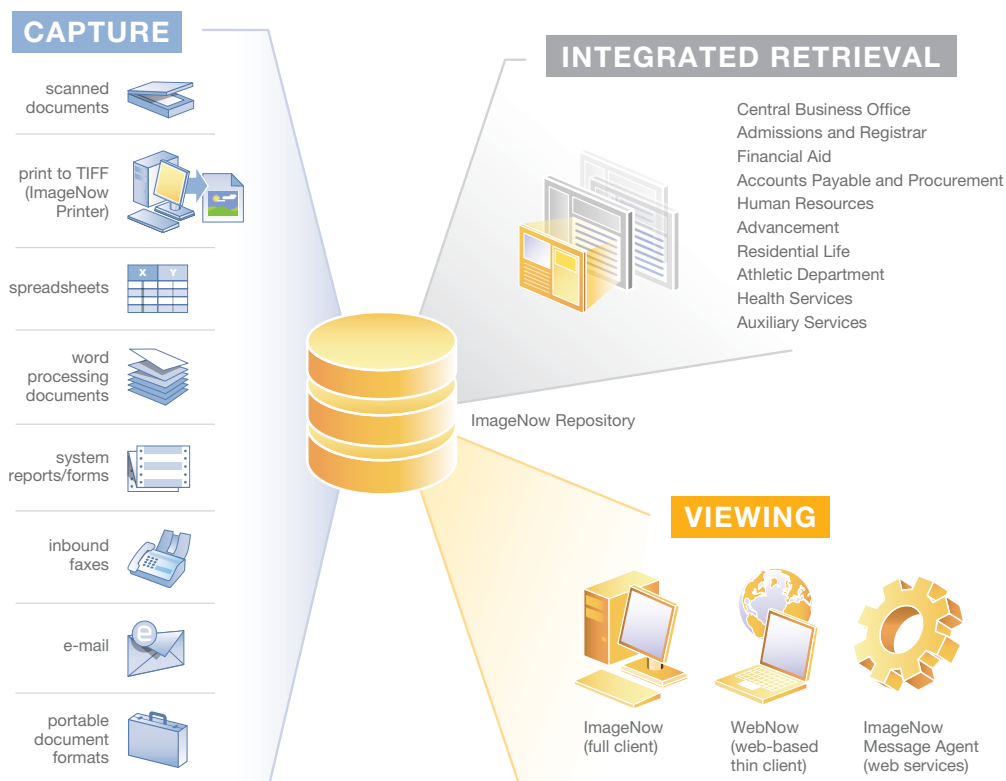 CAPTURE
scanned
documents
print to TIFF
(ImageNow
Printer)
X Y
spreadsheets
word
processing
documents
system
reports/forms
inbound
faxes
e
e-mail
portable
document
formats
ImageNow Repository
INTEGRATED RETRIEVAL
Central Business Office
Admissions and Registrar
Financial Aid
Accounts Payable and Procurement
Human Resources
Advancement
Residential Life
Athletic Department
Health Services
Auxiliary Services
VIEWING
ImageNow
(full client)
WebNow
(web-based
thin client)
ImageNow
Message Agent
(web services)